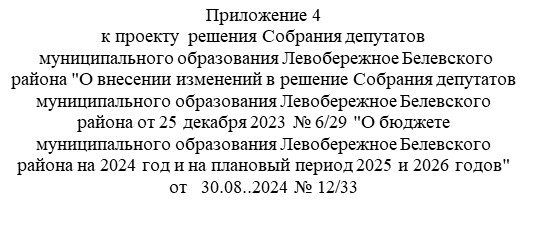 Приложение 4
к проекту решения Собрания депутатов
муниципального образования Левобережное Белевского
района "О внесении изменений в решение Собрания депутатов
муниципального образования Левобережное Белевского
района от 25 декабря 2023 № 6/29 "О бюджете
муниципального образования Левобережное Белевского
района на 2024 год и на плановый период 2025 и 2026 годов"
от 30.08..2024 № 12/33